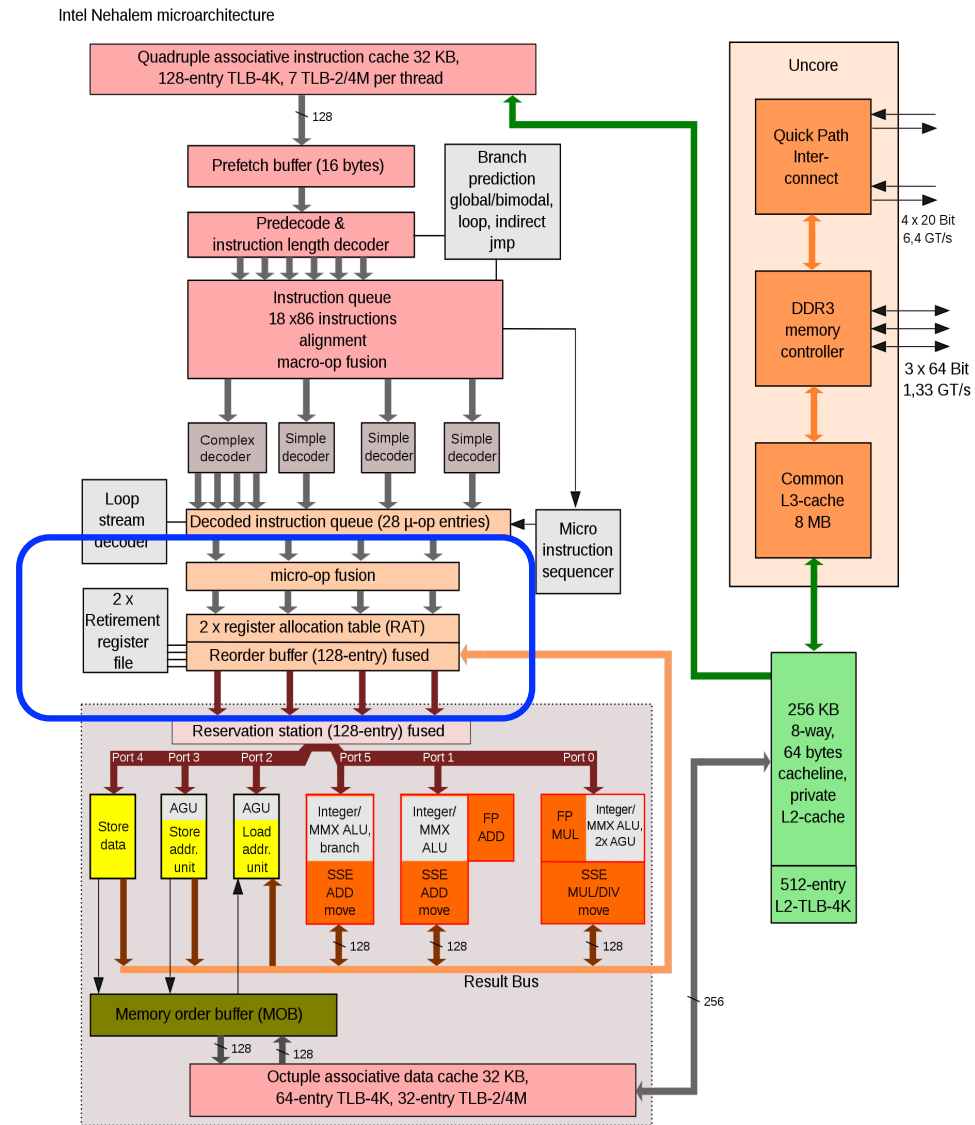 Intel Nehalem microarchitecture
Quadruple associative instruction cache 32 KB,
128-entry TLB-4K, 7 TLB-2/4M per thread
128
Prefetch buffer (16 bytes)
Predecode &
instruction length decoder
Branch
prediction
global/bimodal,
loop, indirect
jmp
Instruction queue
18 x86 instructions
alignment
macro-op fusion
Complex
decoder
Simple
decoder
Simple
decoder
Simple
decoder
Loop
stream
decoder
Decoded instruction queue (28 µ-op entries)
Micro
instruction
sequencer
micro-op fusion
2 x
Retirement
register
file
2 x register allocation table (RAT)
Reorder buffer (128-entry) fused
Reservation station (128-entry) fused
Port 4
Port 3
Port 2
Port 5
Port 1
Port 0
Store
data
AGU
Store
addr.
unit
AGU
Load
addr.
unit
Integer/
MMX ALU,
branch
SSE
ADD
move
Integer/
MMX
ALU
FP
ADD
SSE
ADD
move
FP
MUL
Integer/
MMX ALU,
2x AGU
SSE
MUL/DIV
move
128
128
128
Result Bus
Memory order buffer (MOB)
128
128
Octuple associative data cache 32 KB,
64-entry TLB-4K, 32-entry TLB-2/4M
256
Uncore
Quick Path
Inter-
connect
4 x 20 Bit
6,4 GT/s
DDR3
memory
controller
3 x 64 Bit
1,33 GT/s
Common
L3-cache
8 MB
256 KB
8-way,
64 bytes
cacheline,
private
L2-cache
512-entry
L2-TLB-4K